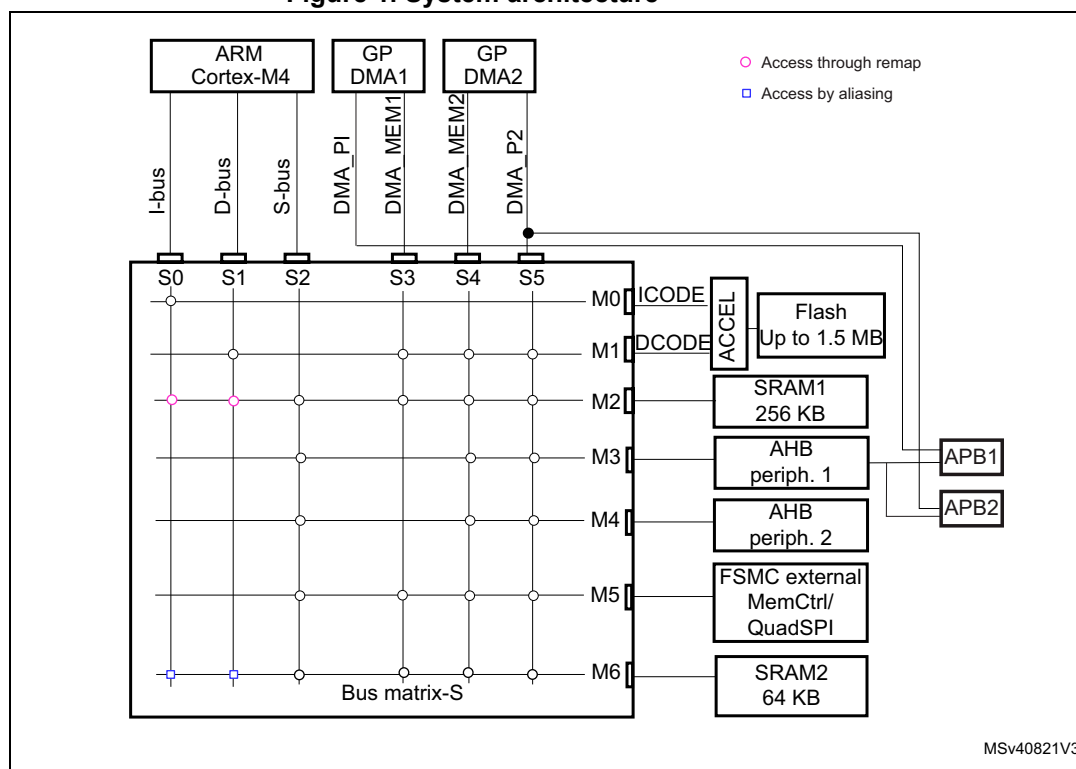 Figure 1. System architecture
ARM
Cortex-M4
GP
DMA1
GP
DMA2
Access through remap
Access by aliasing
I-bus
D-bus
S-bus
DMA_PI
DMA_MEM1
DMA_MEM2
DMA_P2
S0
S1
S2
S3
S4
S5
M0
ICODE
M1
DCODE
ACCEL
Flash
Up to 1.5 MB
M2
SRAM1
256 KB
M3
AHB
periph. 1
APB1
APB2
M4
AHB
periph. 2
M5
FSMC external
MemCtrl/
QuadSPI
M6
SRAM2
64 KB
Bus matrix-S
MSv40821V3